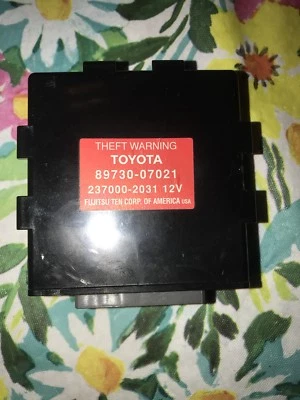 THEFT WARNING
TOYOTA
89730-07021
237000-2031 12V
FUJITSU TEN CORP. OF AMERICA USA